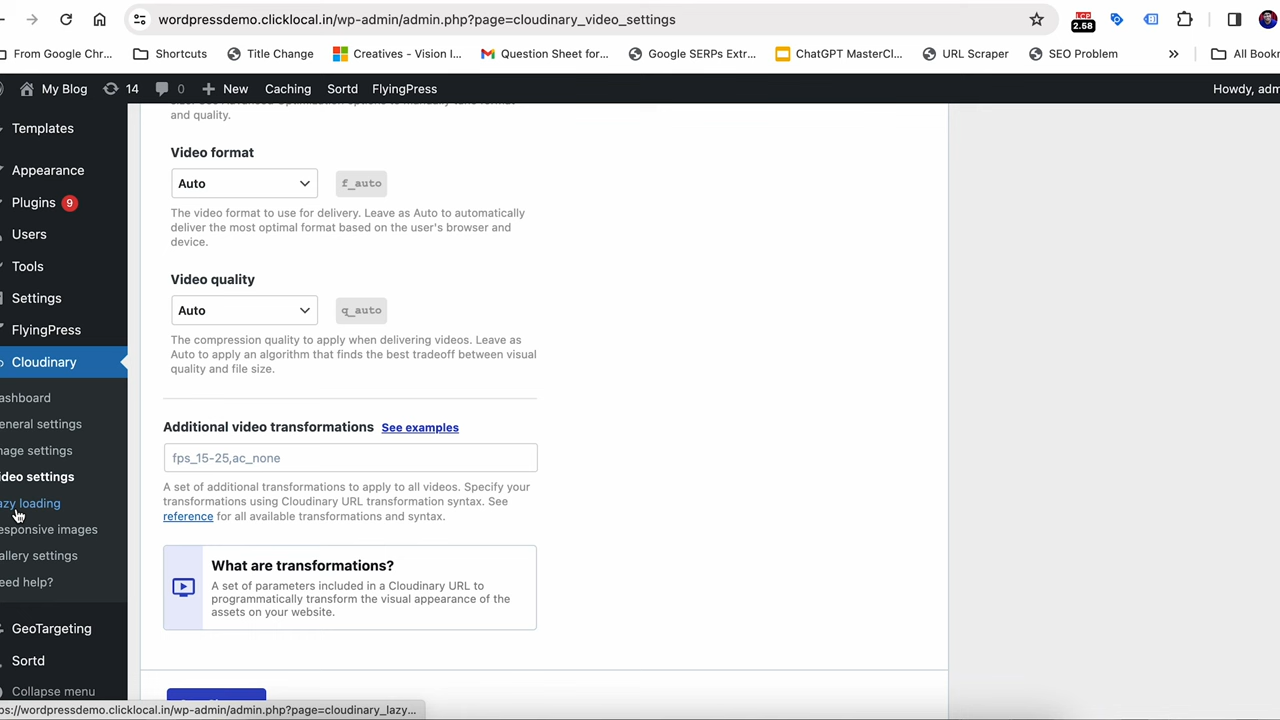 wordpressdemo.clicklocal.in/wp-admin/admin.php?page=cloudinary_video_settings
LCP
2.58
From Google Chr...
Shortcuts
Title Change
Creatives - Vision I...
Question Sheet for...
Google SERPs Extr...
ChatGPT MasterCl...
URL Scraper
SEO Problem
»
All Bookm
My Blog
14
0
+ New
Caching
Sortd
FlyingPress
Howdy, adm
Templates
Appearance
Plugins 9
Users
Tools
Settings
FlyingPress
Cloudinary
ashboard
eneral settings
mage settings
ideo settings
azy loading
esponsive images
allery settings
eed help?
GeoTargeting
Sortd
Collapse menu
and quality.
Video format
Auto
f_auto
The video format to use for delivery. Leave as Auto to automatically
deliver the most optimal format based on the user's browser and
device.
Video quality
Auto
q_auto
The compression quality to apply when delivering videos. Leave as
Auto to apply an algorithm that finds the best tradeoff between visual
quality and file size.
Additional video transformations See examples
fps_15-25,ac_none
A set of additional transformations to apply to all videos. Specify your
transformations using Cloudinary URL transformation syntax. See
reference for all available transformations and syntax.
What are transformations?
A set of parameters included in a Cloudinary URL to
programmatically transform the visual appearance of the
assets on your website.
ps://wordpressdemo.clicklocal.in/wp-admin/admin.php?page=cloudinary_lazy...